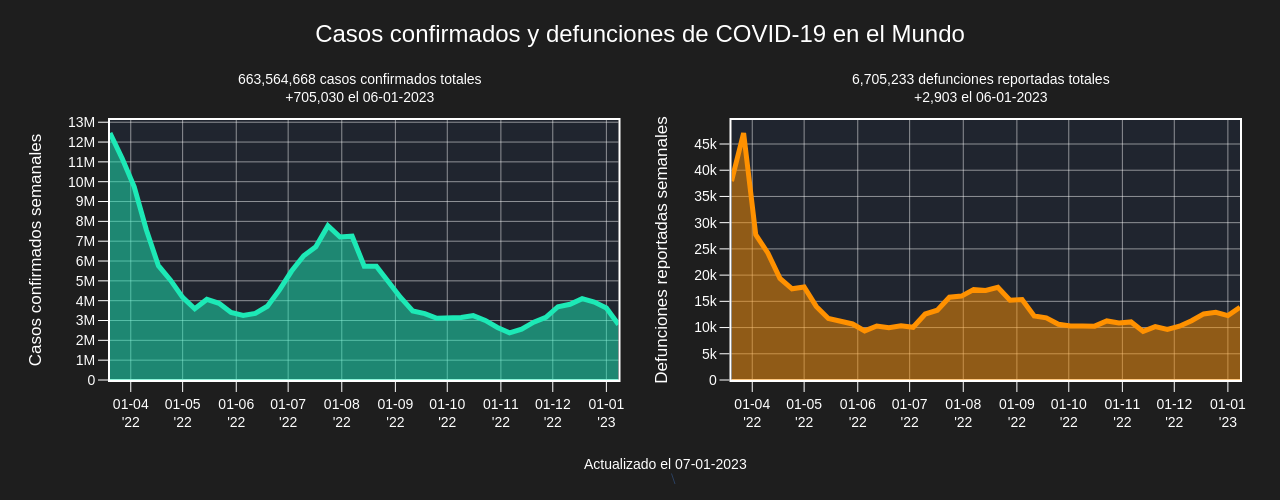 Casos confirmados y defunciones de COVID-19 en el Mundo
663,564,668 casos confirmados totales
+705,030 el 06-01-2023
Casos confirmados semanales
13M
12M
11M
10M
9M
8M
7M
6M
5M
4M
3M
2M
1M
0
01-04 01-05 01-06 01-07 01-08 01-09 01-10 01-11 01-12 01-01
'22 '22 '22 '22 '22 '22 '22 '22 '22 '23
6,705,233 defunciones reportadas totales
+2,903 el 06-01-2023
Defunciones reportadas semanales
45k
40k
35k
30k
25k
20k
15k
10k
5k
0
01-04 01-05 01-06 01-07 01-08 01-09 01-10 01-11 01-12 01-01
'22 '22 '22 '22 '22 '22 '22 '22 '22 '23
Actualizado el 07-01-2023
\